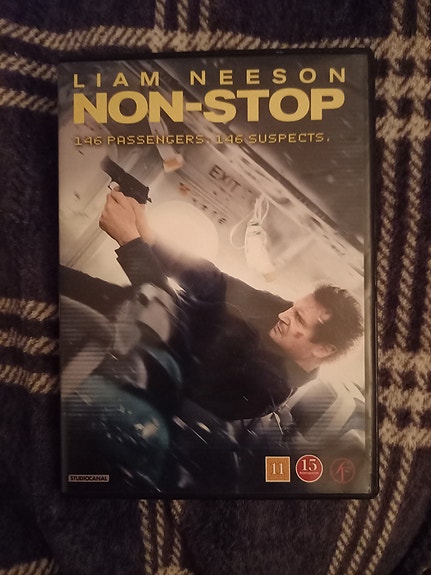 LIAM NEESON
NON-STOP
146 PASSENGERS. 146 SUSPECTS.
EXIT
STUDIOCANAL
11
15